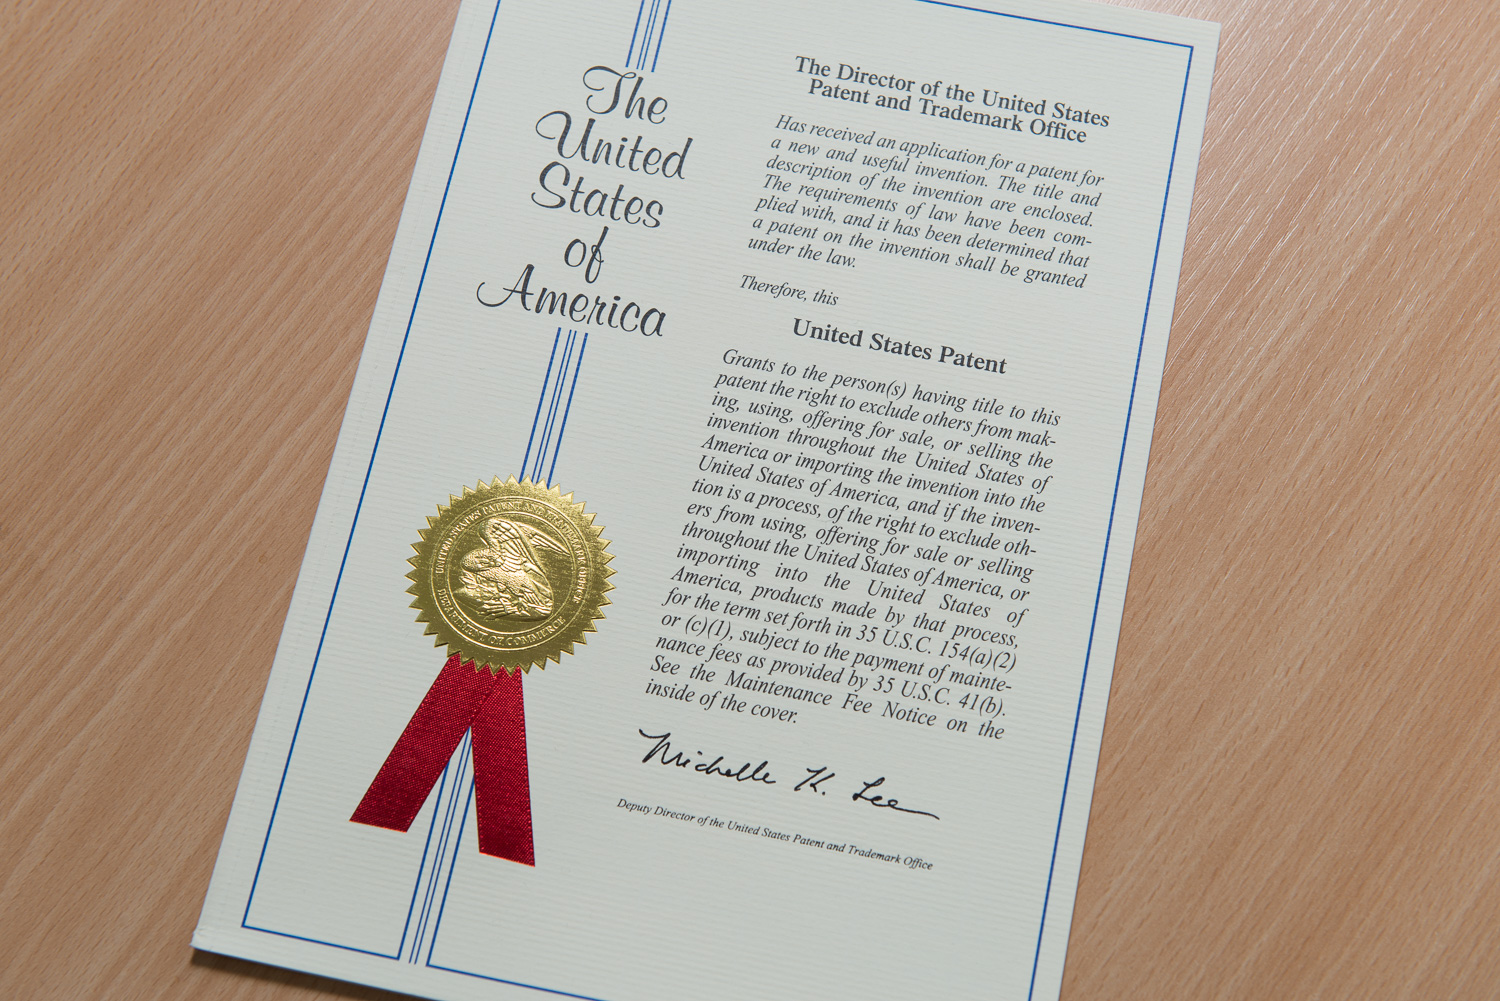 The
United
States
of
America
The Director of the United States
Patent and Trademark Office
Has received an application for a patent for
a new and useful invention. The title and
description of the invention are enclosed.
The requirements of law have been com-
plied with, and it has been determined that
a patent on the invention shall be granted
under the law.
Therefore, this
United States Patent
Grants to the person(s) having title to this
patent the right to exclude others from mak-
ing, using, offering for sale, or selling the
invention throughout the United States of
America or importing the invention into the
United States of America, and if the inven-
tion is a process, of the right to exclude oth-
ers from using, offering for sale or selling
throughout the United States of America, or
importing into the United States of
America, products made by that process,
for the term set forth in 35 U.S.C. 154(a)(2)
or (c)(1), subject to the payment of mainte-
nance fees as provided by 35 U.S.C. 41(b).
See the Maintenance Fee Notice on the
inside of the cover.
Michelle K. Lee
Deputy Director of the United States Patent and Trademark Office
UNITED STATES PATENT AND TRADEMARK OFFICE
DEPARTMENT OF COMMERCE